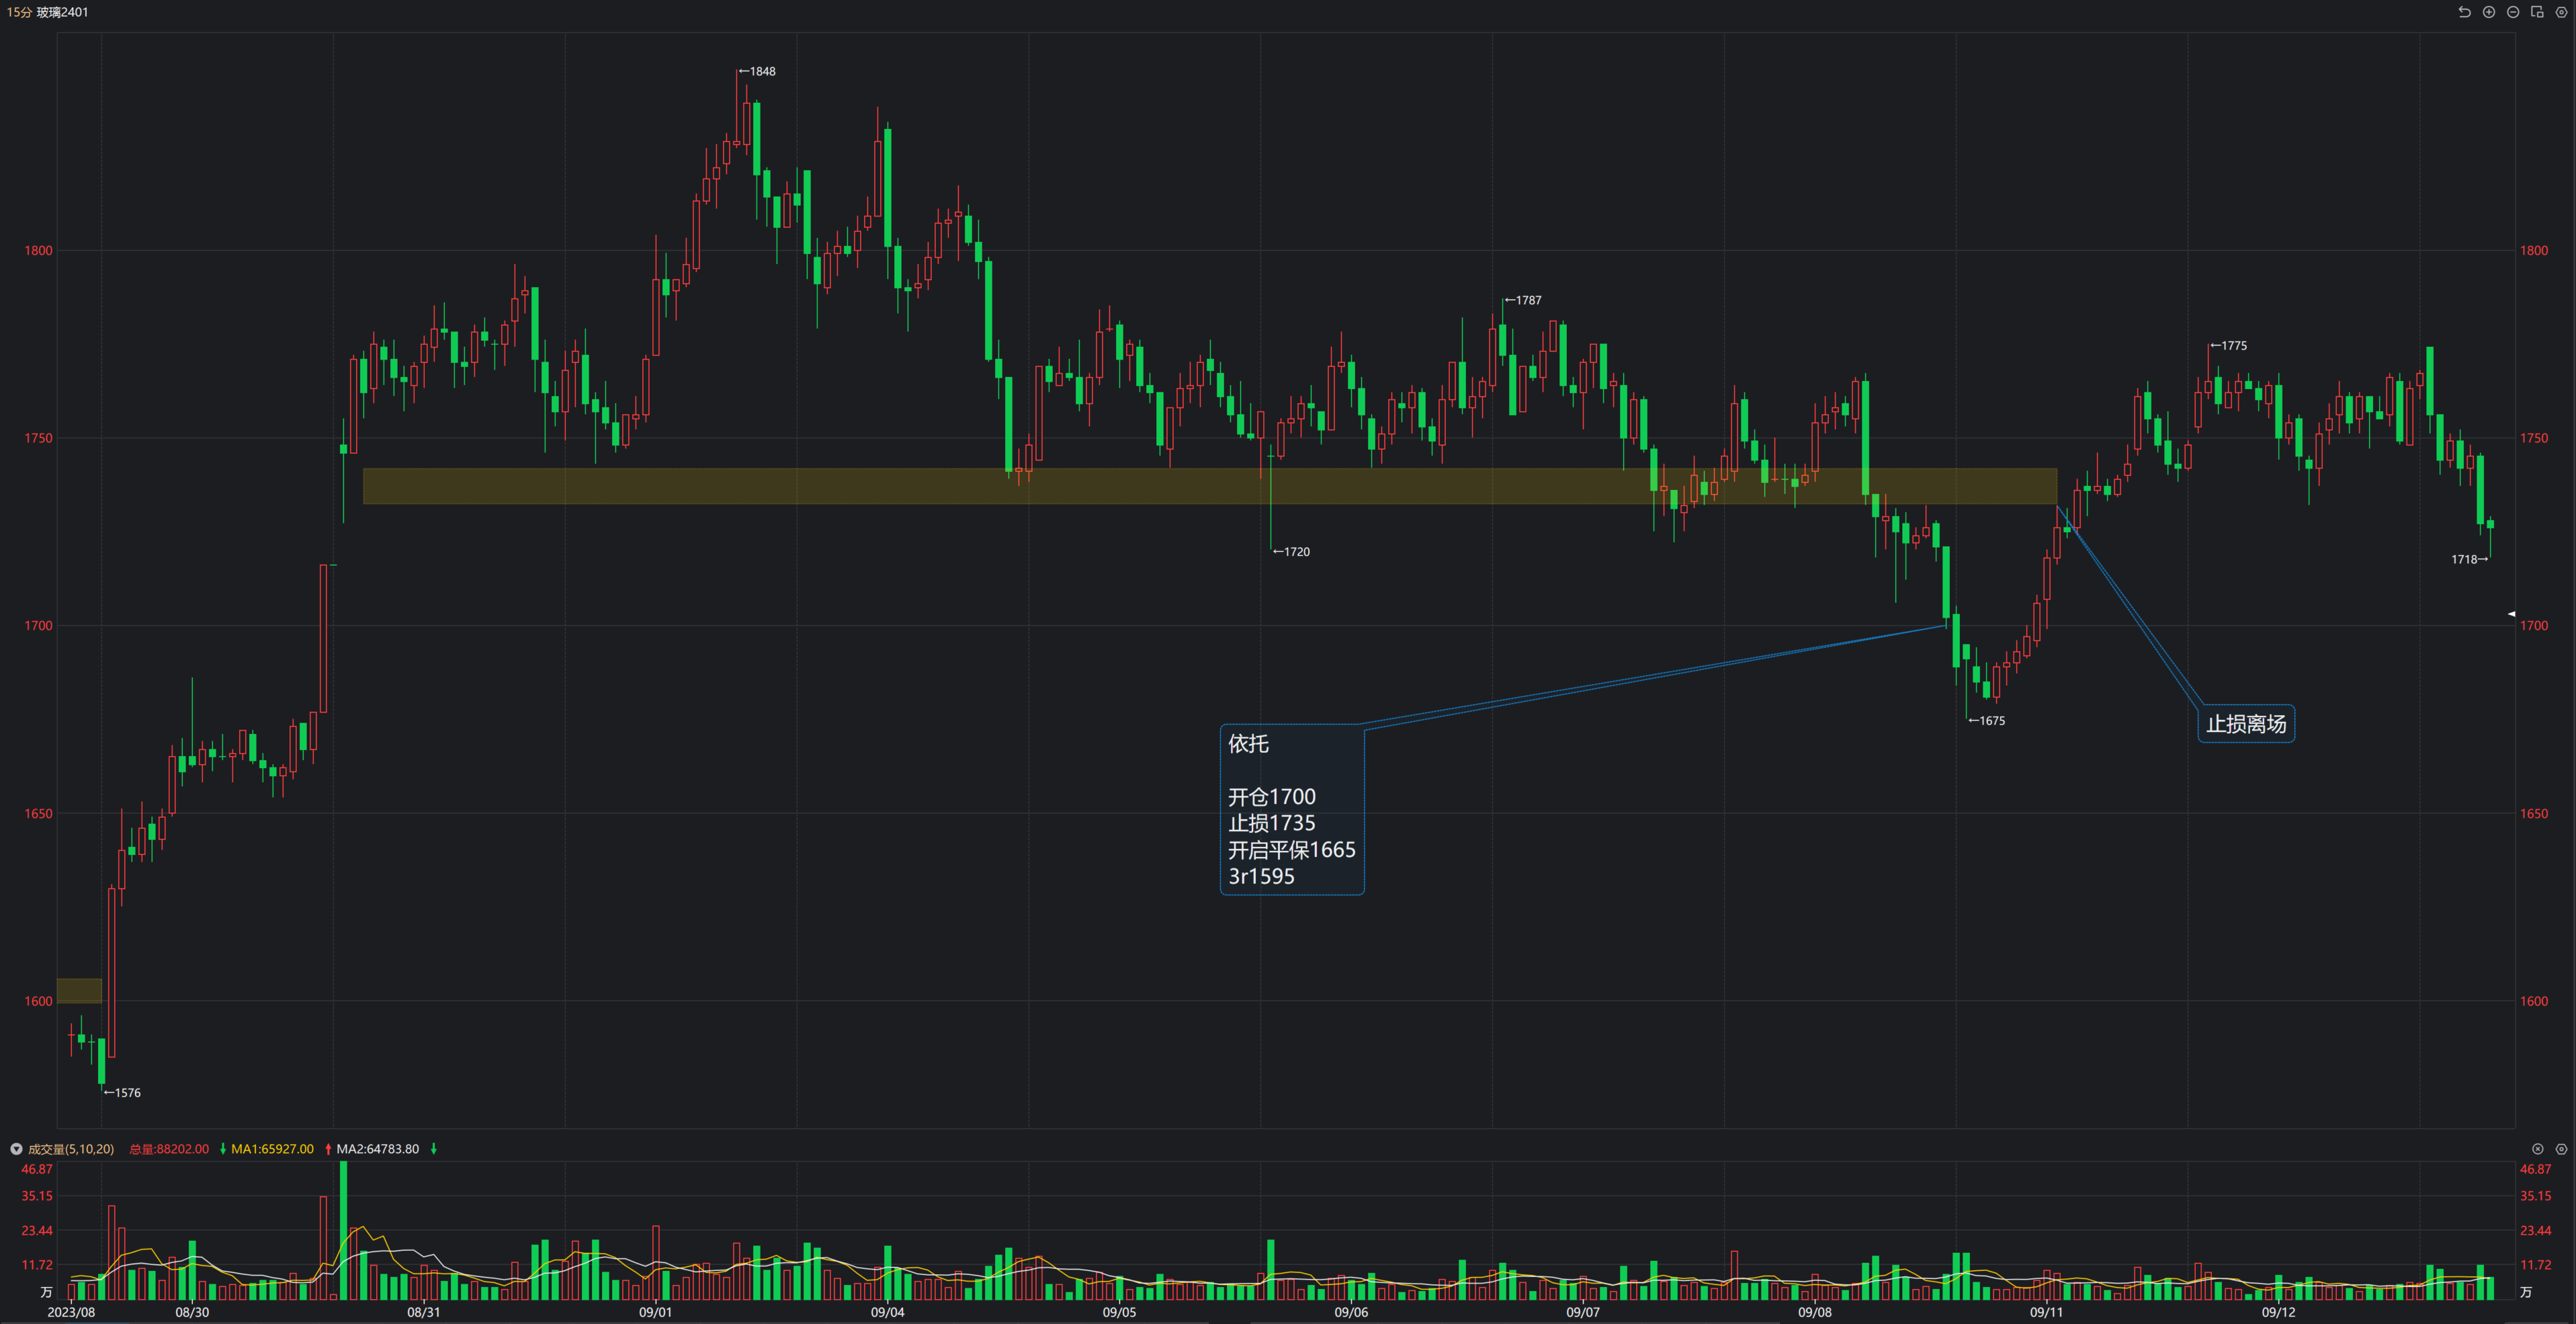 15分 玻璃2401
←1848
1800 1800
←1787
←1775
1750 1750
←1720
1718→
1700 1700
←1675
依托
止损离场
开仓1700
止损1735
开启平保1665
3r1595
1650 1650
1600 1600
←1576
成交量(5,10,20) 总量:88202.00 ↓ MA1:65927.00 ↑ MA2:64783.80 ↓
46.87 46.87
35.15 35.15
23.44 23.44
11.72 11.72
万 万
2023/08 08/30 08/31 09/01 09/04 09/05 09/06 09/07 09/08 09/11 09/12